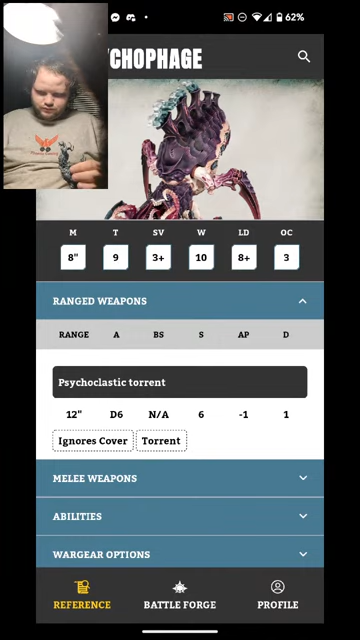 62%
YCHOPHAGE
M T SV W LD OC
8" 9 3+ 10 8+ 3
RANGED WEAPONS
RANGE A BS S AP D
Psychoclastic torrent
12" D6 N/A 6 -1 1
Ignores Cover Torrent
MELEE WEAPONS
ABILITIES
WARGEAR OPTIONS
REFERENCE BATTLE FORGE PROFILE